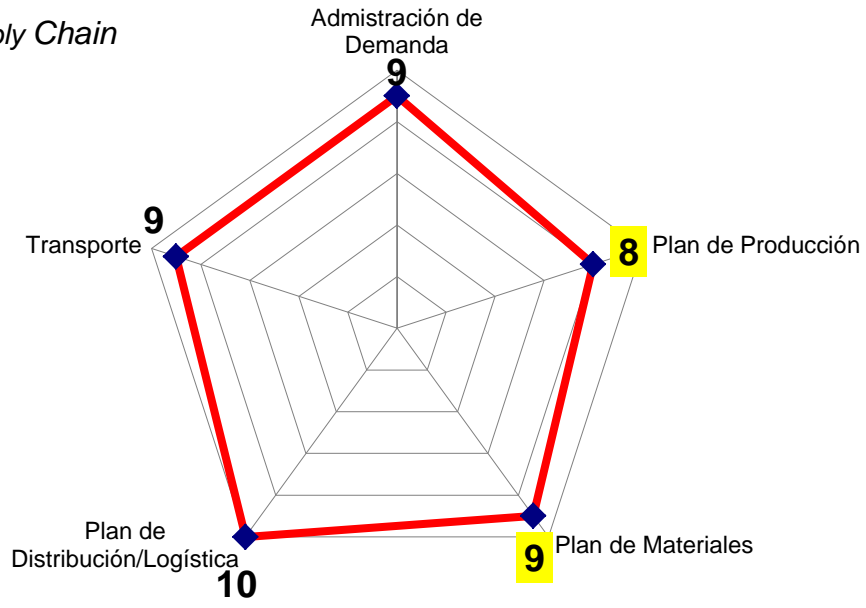 Chain
Admistración de
Demanda
9
9
Transporte
8
Plan de Producción
Plan de
Distribución/Logística
10
9
Plan de Materiales